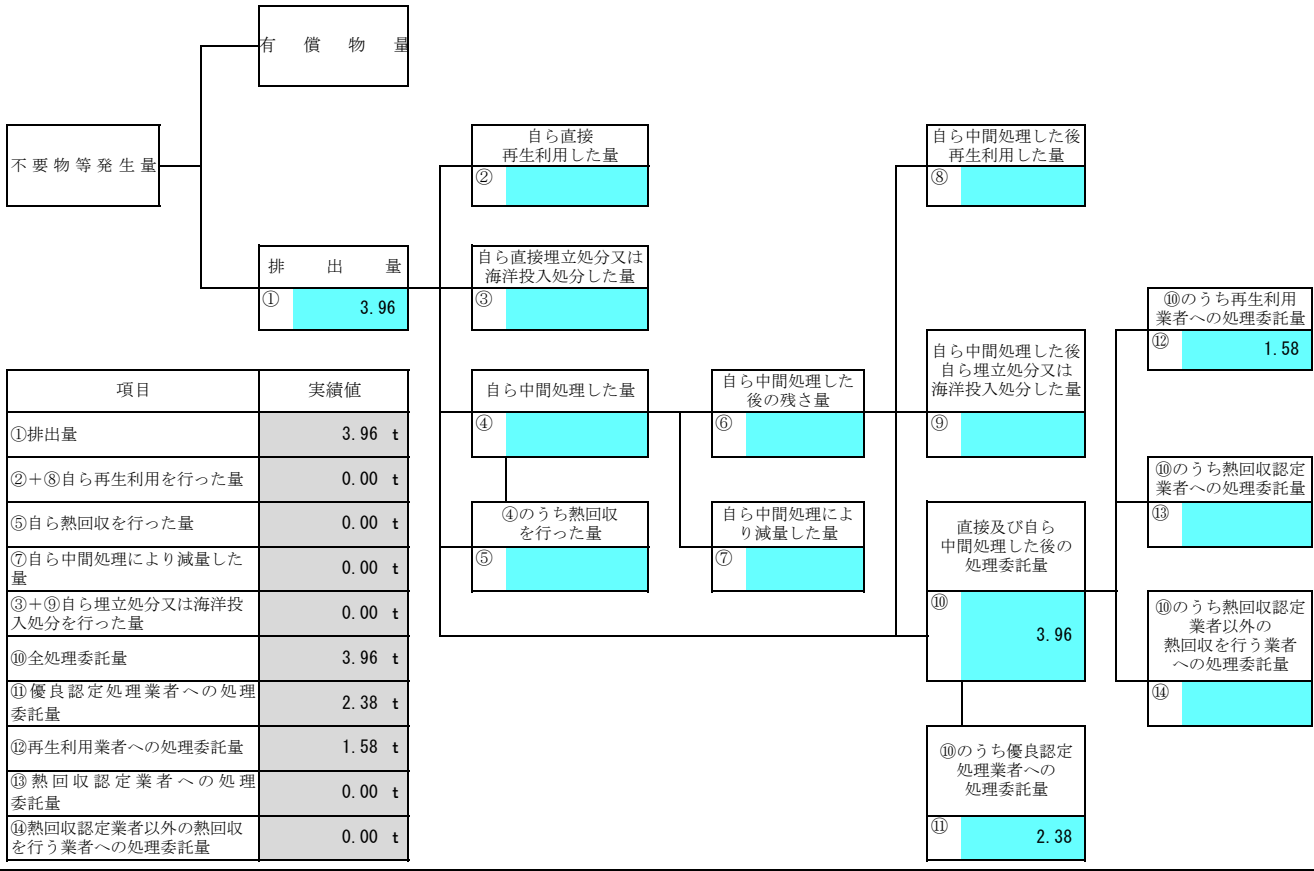 有償物量
不要物等発生量
排出量
①
3.96
自ら直接
再生利用した量
②
自ら直接埋立処分又は
海洋投入処分した量
③
自ら中間処理した量
④
④のうち熱回収
を行った量
⑤
自ら中間処理した
後の残さ量
⑥
自ら中間処理によ
り減量した量
⑦
自ら中間処理した後
再生利用した量
⑧
自ら中間処理した後
自ら埋立処分又は
海洋投入処分した量
⑨
直接及び自ら
中間処理した後の
処理委託量
⑩
3.96
⑩のうち優良認定
処理業者への
処理委託量
⑪
2.38
⑩のうち再生利用
業者への処理委託量
⑫
1.58
⑩のうち熱回収認定
業者への処理委託量
⑬
⑩のうち熱回収認定
業者以外の
熱回収を行う業者
への処理委託量
⑭
項目 実績値
①排出量 3.96 t
②+⑧自ら再生利用を行った量 0.00 t
⑤自ら熱回収を行った量 0.00 t
⑦自ら中間処理により減量した
量 0.00 t
③+⑨自ら埋立処分又は海洋投
入処分を行った量 0.00 t
⑩全処理委託量 3.96 t
⑪優良認定処理業者への処理
委託量 2.38 t
⑫再生利用業者への処理委託量 1.58 t
⑬熱回収認定業者への処理
委託量 0.00 t
⑭熱回収認定業者以外の熱回収
を行う業者への処理委託量 0.00 t